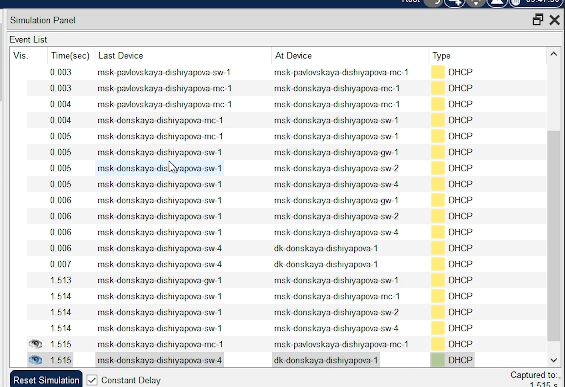 Simulation Panel
Event List
Vis. Time(sec) Last Device At Device Type
0.003 msk-pavlovskaya-dishiyapova-sw-1 msk-pavlovskaya-dishiyapova-mc-1 DHCP
0.003 msk-pavlovskaya-dishiyapova-mc-1 msk-donskaya-dishiyapova-mc-1 DHCP
0.004 msk-pavlovskaya-dishiyapova-mc-1 msk-donskaya-dishiyapova-mc-1 DHCP
0.004 msk-donskaya-dishiyapova-mc-1 msk-donskaya-dishiyapova-sw-1 DHCP
0.005 msk-donskaya-dishiyapova-mc-1 msk-donskaya-dishiyapova-sw-1 DHCP
0.005 msk-donskaya-dishiyapova-sw-1 msk-donskaya-dishiyapova-gw-1 DHCP
0.005 msk-donskaya-dishiyapova-sw-1 msk-donskaya-dishiyapova-sw-2 DHCP
0.005 msk-donskaya-dishiyapova-sw-1 msk-donskaya-dishiyapova-sw-4 DHCP
0.006 msk-donskaya-dishiyapova-sw-1 msk-donskaya-dishiyapova-gw-1 DHCP
0.006 msk-donskaya-dishiyapova-sw-1 msk-donskaya-dishiyapova-sw-2 DHCP
0.006 msk-donskaya-dishiyapova-sw-1 msk-donskaya-dishiyapova-sw-4 DHCP
0.006 msk-donskaya-dishiyapova-sw-4 dk-donskaya-dishiyapova-1 DHCP
0.007 msk-donskaya-dishiyapova-sw-4 dk-donskaya-dishiyapova-1 DHCP
1.513 msk-donskaya-dishiyapova-gw-1 msk-donskaya-dishiyapova-sw-1 DHCP
1.514 msk-donskaya-dishiyapova-sw-1 msk-donskaya-dishiyapova-mc-1 DHCP
1.514 msk-donskaya-dishiyapova-sw-1 msk-donskaya-dishiyapova-sw-2 DHCP
1.514 msk-donskaya-dishiyapova-sw-1 msk-donskaya-dishiyapova-sw-4 DHCP
1.515 msk-donskaya-dishiyapova-mc-1 msk-pavlovskaya-dishiyapova-mc-1 DHCP
1.515 msk-donskaya-dishiyapova-sw-4 dk-donskaya-dishiyapova-1 DHCP
Reset Simulation Constant Delay Captured to:
1.515 s